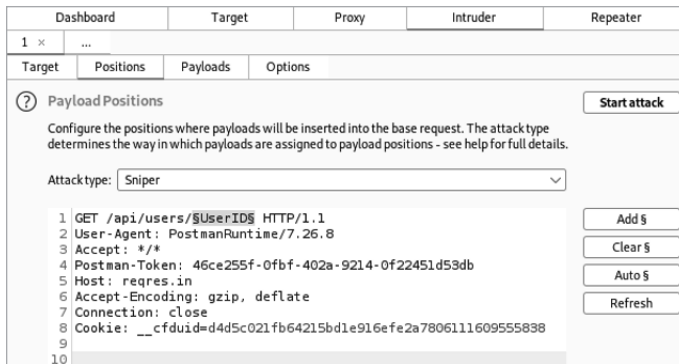 Dashboard Target Proxy Intruder Repeater
1 × ...
Target Positions Payloads Options
? Payload Positions Start attack
Configure the positions where payloads will be inserted into the base request. The attack type
determines the way in which payloads are assigned to payload positions - see help for full details.
Attack type: Sniper
1 GET /api/users/§UserID§ HTTP/1.1 Add §
2 User-Agent: PostmanRuntime/7.26.8
3 Accept: */* Clear §
4 Postman-Token: 46ce255f-0fbf-402a-9214-0f22451d53db
5 Host: reqres.in Auto §
6 Accept-Encoding: gzip, deflate
7 Connection: close Refresh
8 Cookie: __cfduid=d4d5c021fb64215bd1e916efe2a7806111609555838
9
10